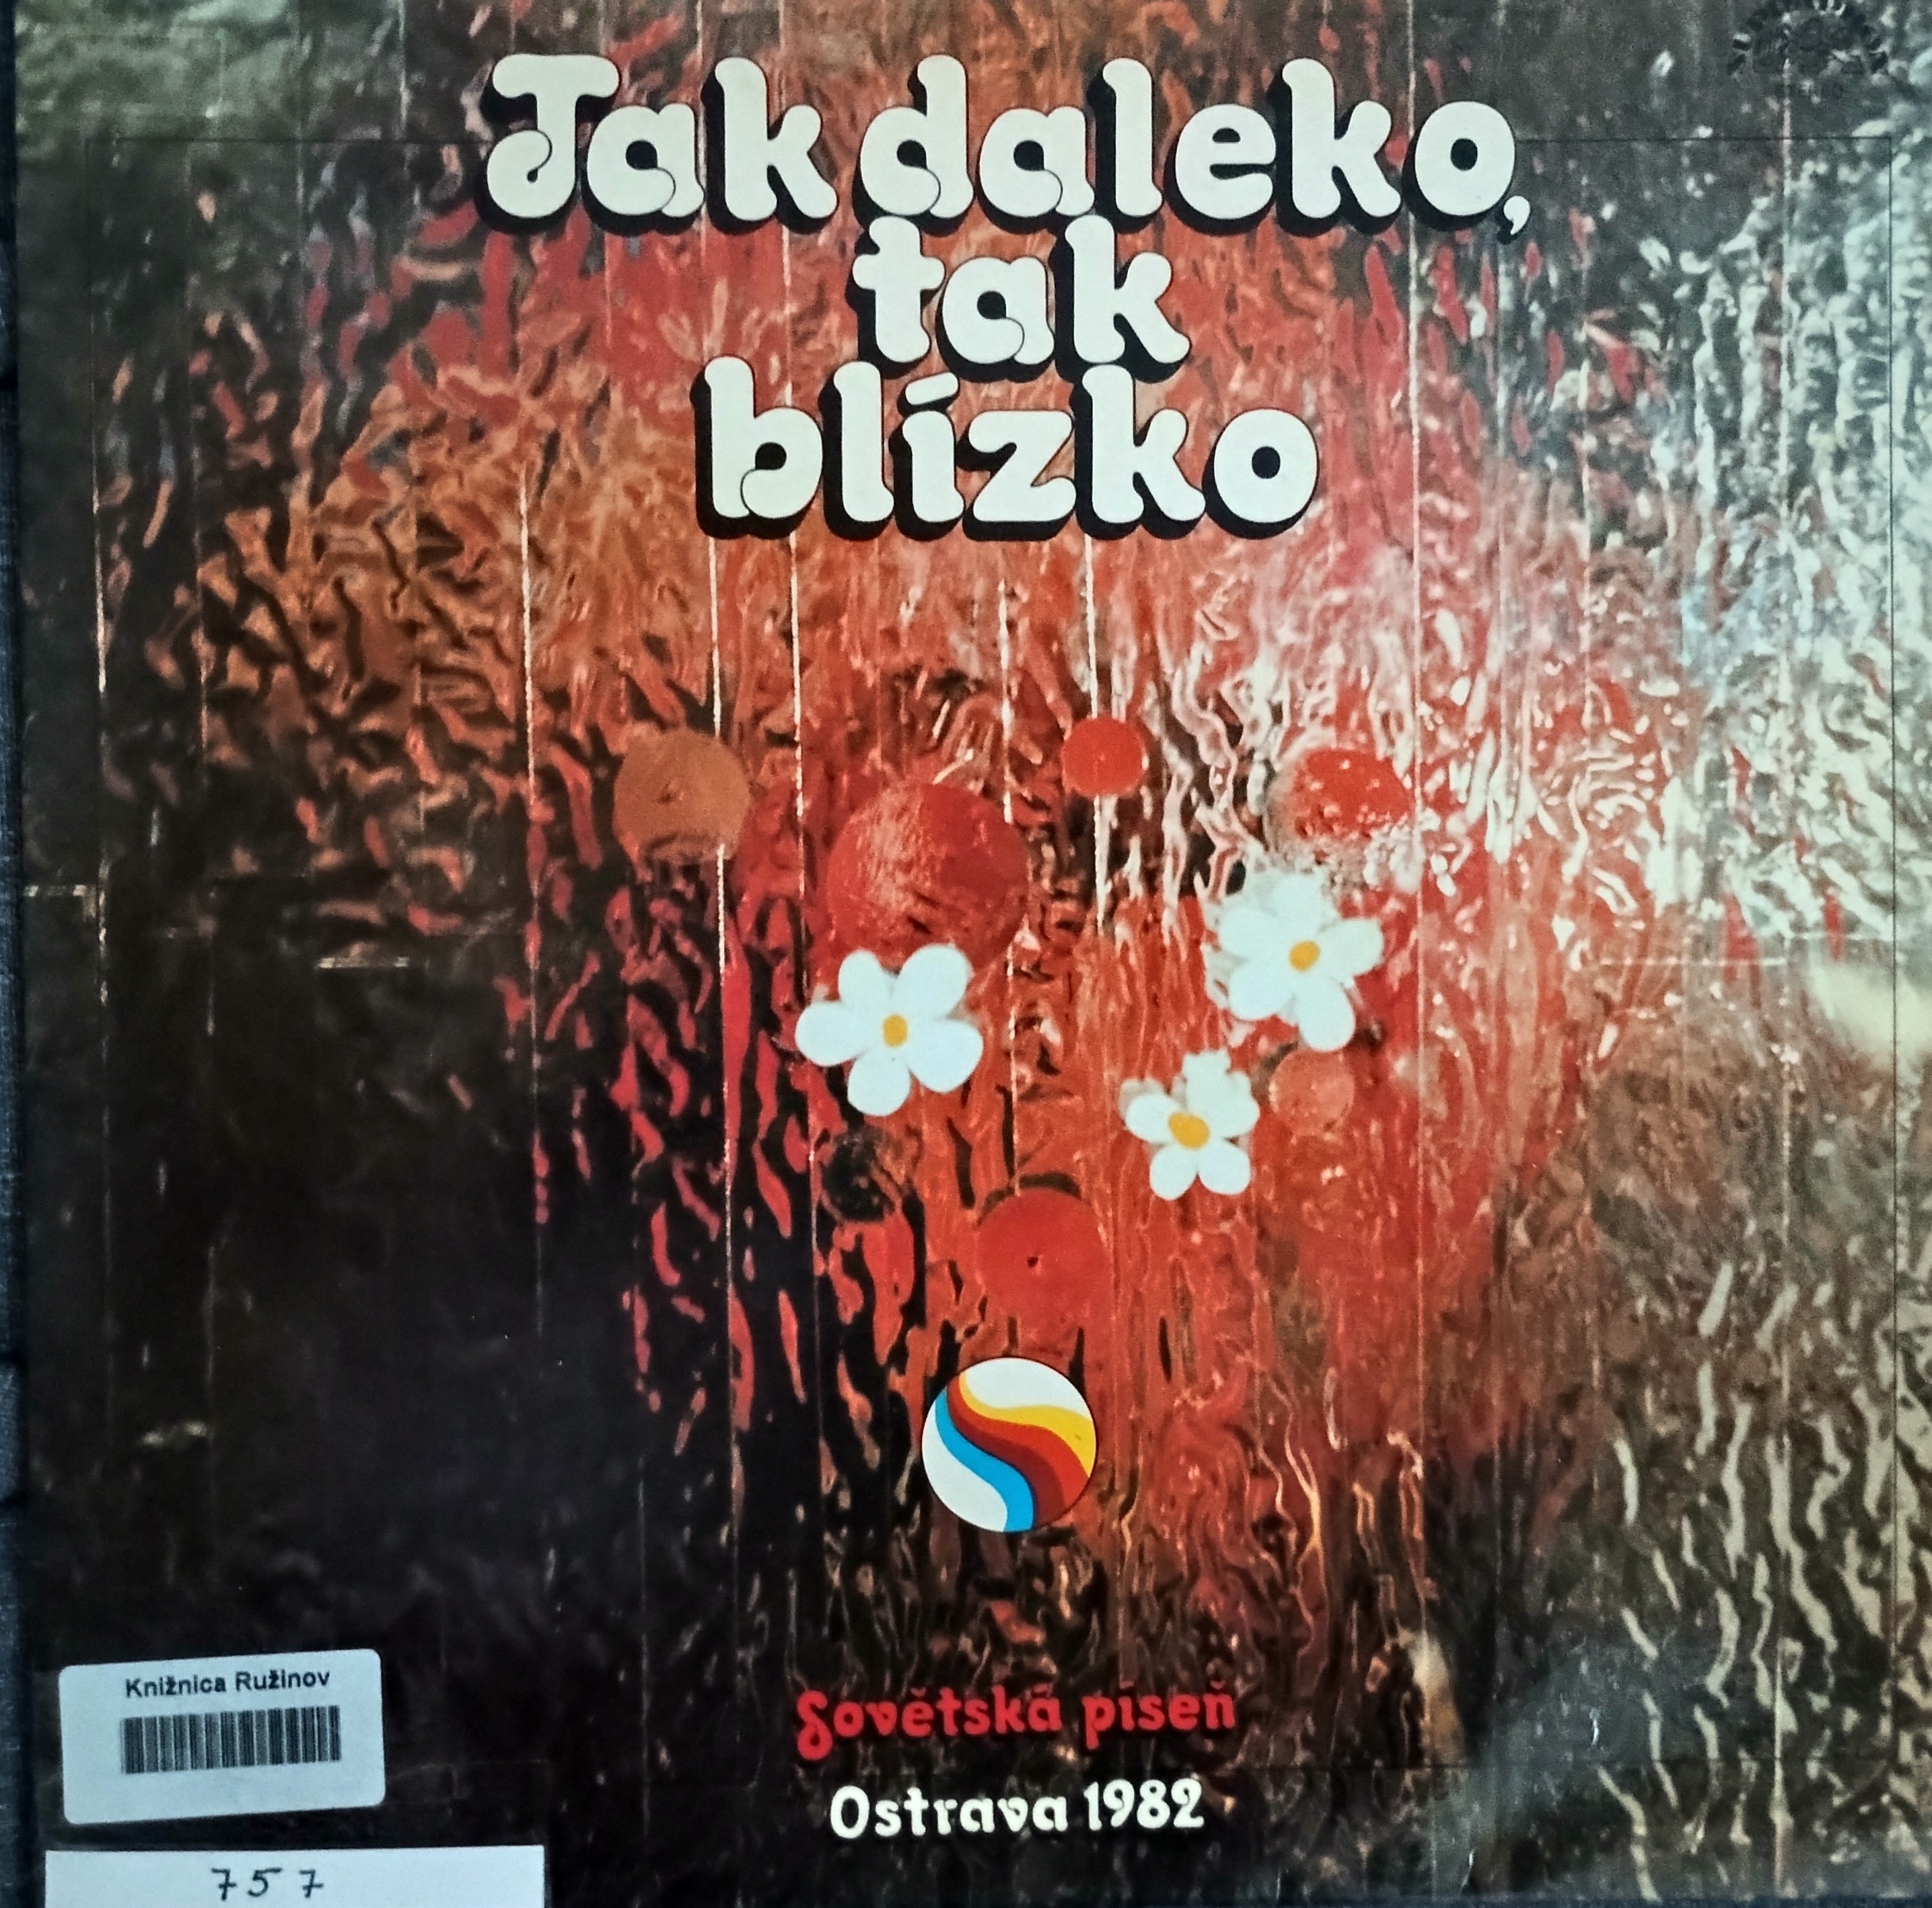 Tak daleko,
tak
blízko
Sovětská píseň
Ostrava 1982
Knižnica Ružinov
757